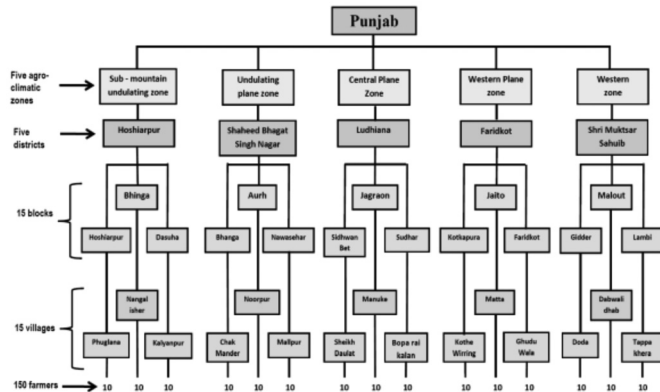 Punjab
Five agro-
climatic
zones
Sub - mountain
undulating zone
Undulating
plane zone
Central Plane
Zone
Western Plane
zone
Western
zone
Five
districts
Hoshiarpur
Shaheed Bhagat
Singh Nagar
Ludhiana
Faridkot
Shri Muktsar
Sahuib
15 blocks
Bhinga
Aurh
Jagraon
Jaito
Malout
Hoshiarpur
Dasuha
Bhanga
Nawasehar
Sidhwan
Bet
Sudhar
Kotkapura
Faridkot
Gidder
Lambi
15 villages
Nangal
isher
Noorpur
Manuke
Matta
Dabwali
dhab
Phuglana
Kalyanpur
Chak
Mander
Mallpur
Sheikh
Daulat
Bopa rai
kalan
Kothe
Wirring
Ghudu
Wala
Doda
Tappa
khera
150 farmers 10 10 10 10 10 10 10 10 10 10 10 10 10 10 10